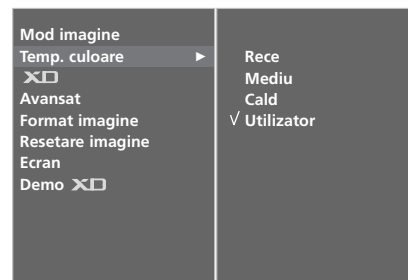 Mod imagine
Temp. culoare ►
XD
Avansat
Format imagine
Resetare imagine
Ecran
Demo XD
Rece
Mediu
Cald
√ Utilizator